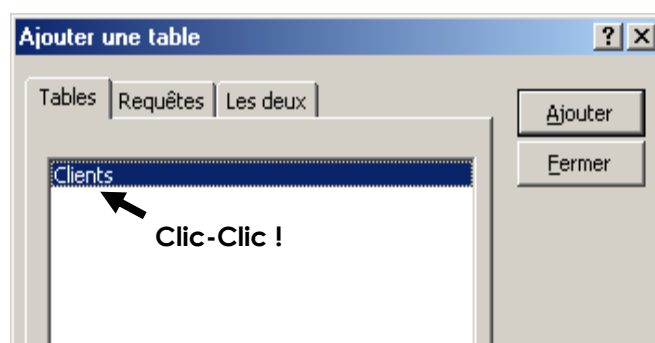 Ajouter une table
Tables Requêtes Les deux
Ajouter
Clients
Fermer
Clic-Clic !